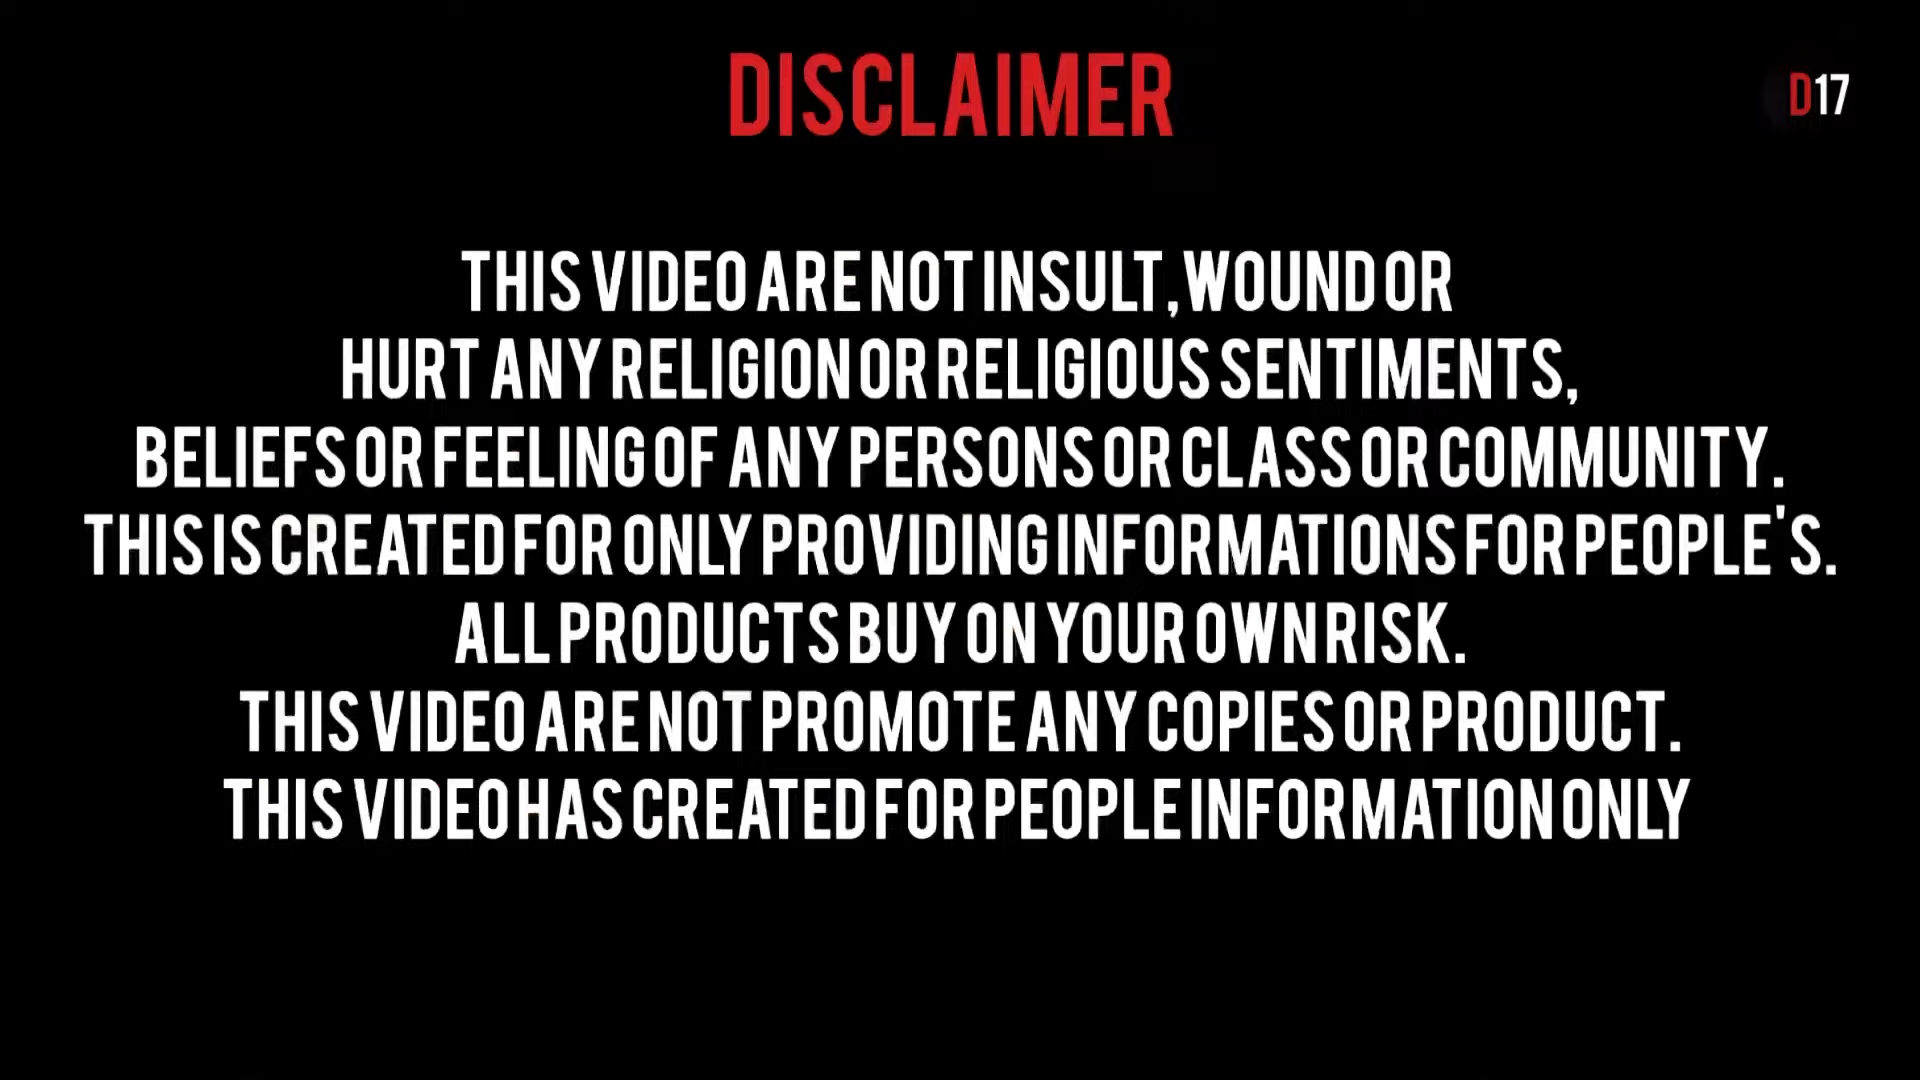 DISCLAIMER
D17
THIS VIDEO ARE NOT INSULT, WOUND OR
HURT ANY RELIGION OR RELIGIOUS SENTIMENTS,
BELIEFS OR FEELING OF ANY PERSONS OR CLASS OR COMMUNITY.
THIS IS CREATED FOR ONLY PROVIDING INFORMATIONS FOR PEOPLE'S.
ALL PRODUCTS BUY ON YOUR OWN RISK.
THIS VIDEO ARE NOT PROMOTE ANY COPIES OR PRODUCT.
THIS VIDEO HAS CREATED FOR PEOPLE INFORMATION ONLY